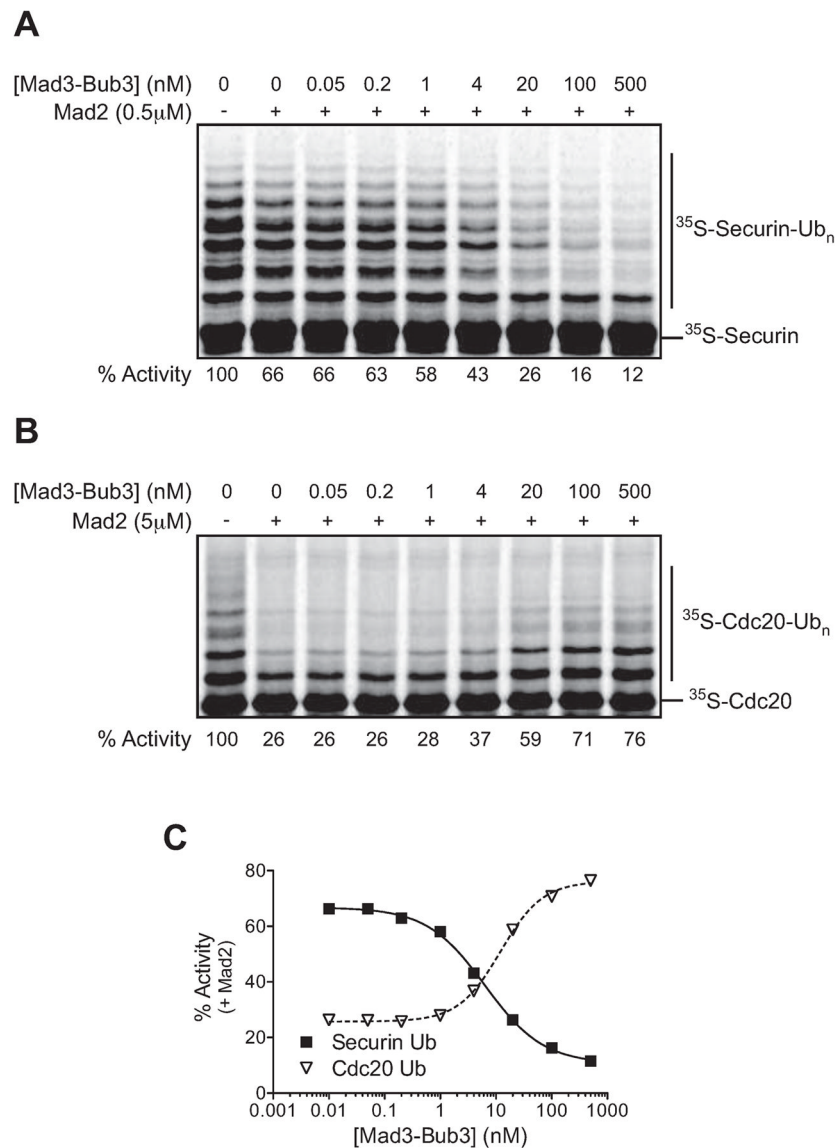 A
[Mad3-Bub3] (nM) 0 0 0.05 0.2 1 4 20 100 500
Mad2 (0.5μM) - + + + + + + + +
35S-Securin-Ubn
35S-Securin
% Activity 100 66 66 63 58 43 26 16 12
B
[Mad3-Bub3] (nM) 0 0 0.05 0.2 1 4 20 100 500
Mad2 (5μM) - + + + + + + + +
35S-Cdc20-Ubn
35S-Cdc20
% Activity 100 26 26 26 28 37 59 71 76
C
80
60
40
20
0
% Activity
(+ Mad2)
Securin Ub
Cdc20 Ub
0.001 0.01 0.1 1 10 100 1000
[Mad3-Bub3] (nM)